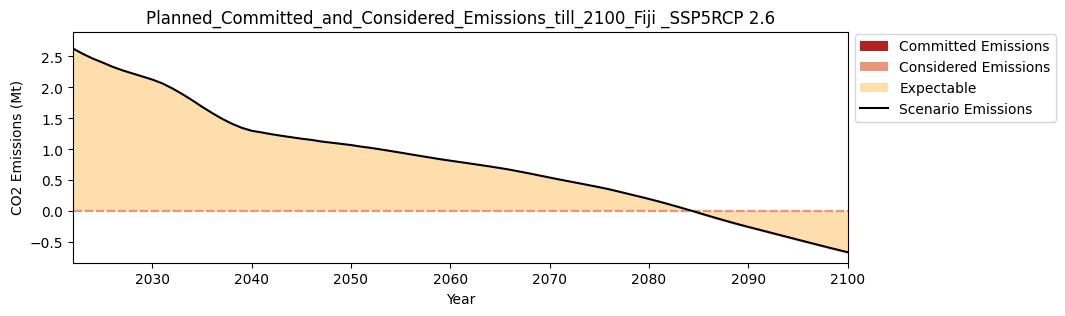 Planned_Committed_and_Considered_Emissions_till_2100_Fiji _SSP5RCP 2.6
CO2 Emissions (Mt)
2.5
2.0
1.5
1.0
0.5
0.0
−0.5
2030 2040 2050 2060 2070 2080 2090 2100
Year
Committed Emissions
Considered Emissions
Expectable
Scenario Emissions